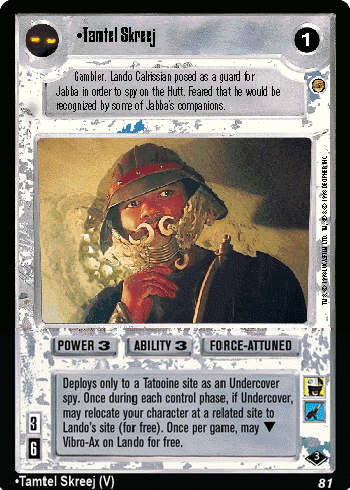 •Tamtel Skreej
1
Gambler. Lando Calrissian posed as a guard for
Jabba in order to spy on the Hutt. Feared that he would be
recognized by some of Jabba's companions.
POWER 3 ABILITY 3 FORCE-ATTUNED
Deploys only to a Tatooine site as an Undercover
spy. Once during each control phase, if Undercover,
may relocate your character at a related site to
Lando's site (for free). Once per game, may ▼
Vibro-Ax on Lando for free.
3
6
3
•Tamtel Skreej (V)
81